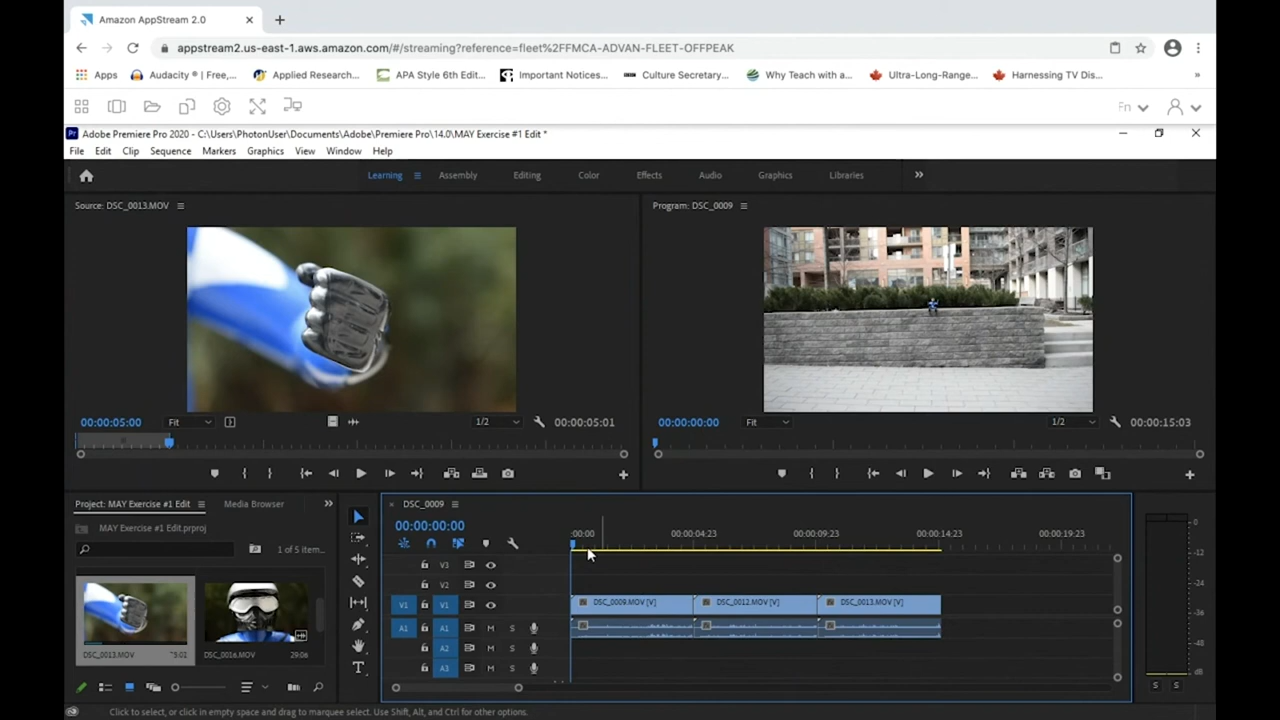 Amazon AppStream 2.0
appstream2.us-east-1.aws.amazon.com/#/streaming?reference=fleet%2FFMCA-ADVAN-FLEET-OFFPEAK
Apps Audacity ® | Free,... Applied Research... APA Style 6th Edit... Important Notices... Culture Secretary... Why Teach with a... Ultra-Long-Range... Harnessing TV Dis... »
Fn
Pr Adobe Premiere Pro 2020 - C:\Users\PhotonUser\Documents\Adobe\Premiere Pro\14.0\MAY Exercise #1 Edit *
File Edit Clip Sequence Markers Graphics View Window Help
Learning Assembly Editing Color Effects Audio Graphics Libraries
Source: DSC_0013.MOV Program: DSC_0009
00:00:05:00 Fit 1/2 00:00:05:01 00:00:00:00 Fit 1/2 00:00:15:03
Project: MAY Exercise #1 Edit Media Browser DSC_0009
MAY Exercise #1 Edit.prproj 00:00:00:00
:00:00 00:00:04:23 00:00:09:23 00:00:14:23 00:00:19:23
1 of 5 item...
V3
V2
V1 V1 DSC_0009.MOV [V] DSC_0012.MOV [V] DSC_0013.MOV [V]
A1 A1 M S
A2 M S
A3 M S
DSC_0013.MOV DSC_0016.MOV 29:06
0
-12
-24
-36
-48
dB
S S
Click to select, or click in empty space and drag to marquee select. Use Shift, Alt, and Ctrl for other options.